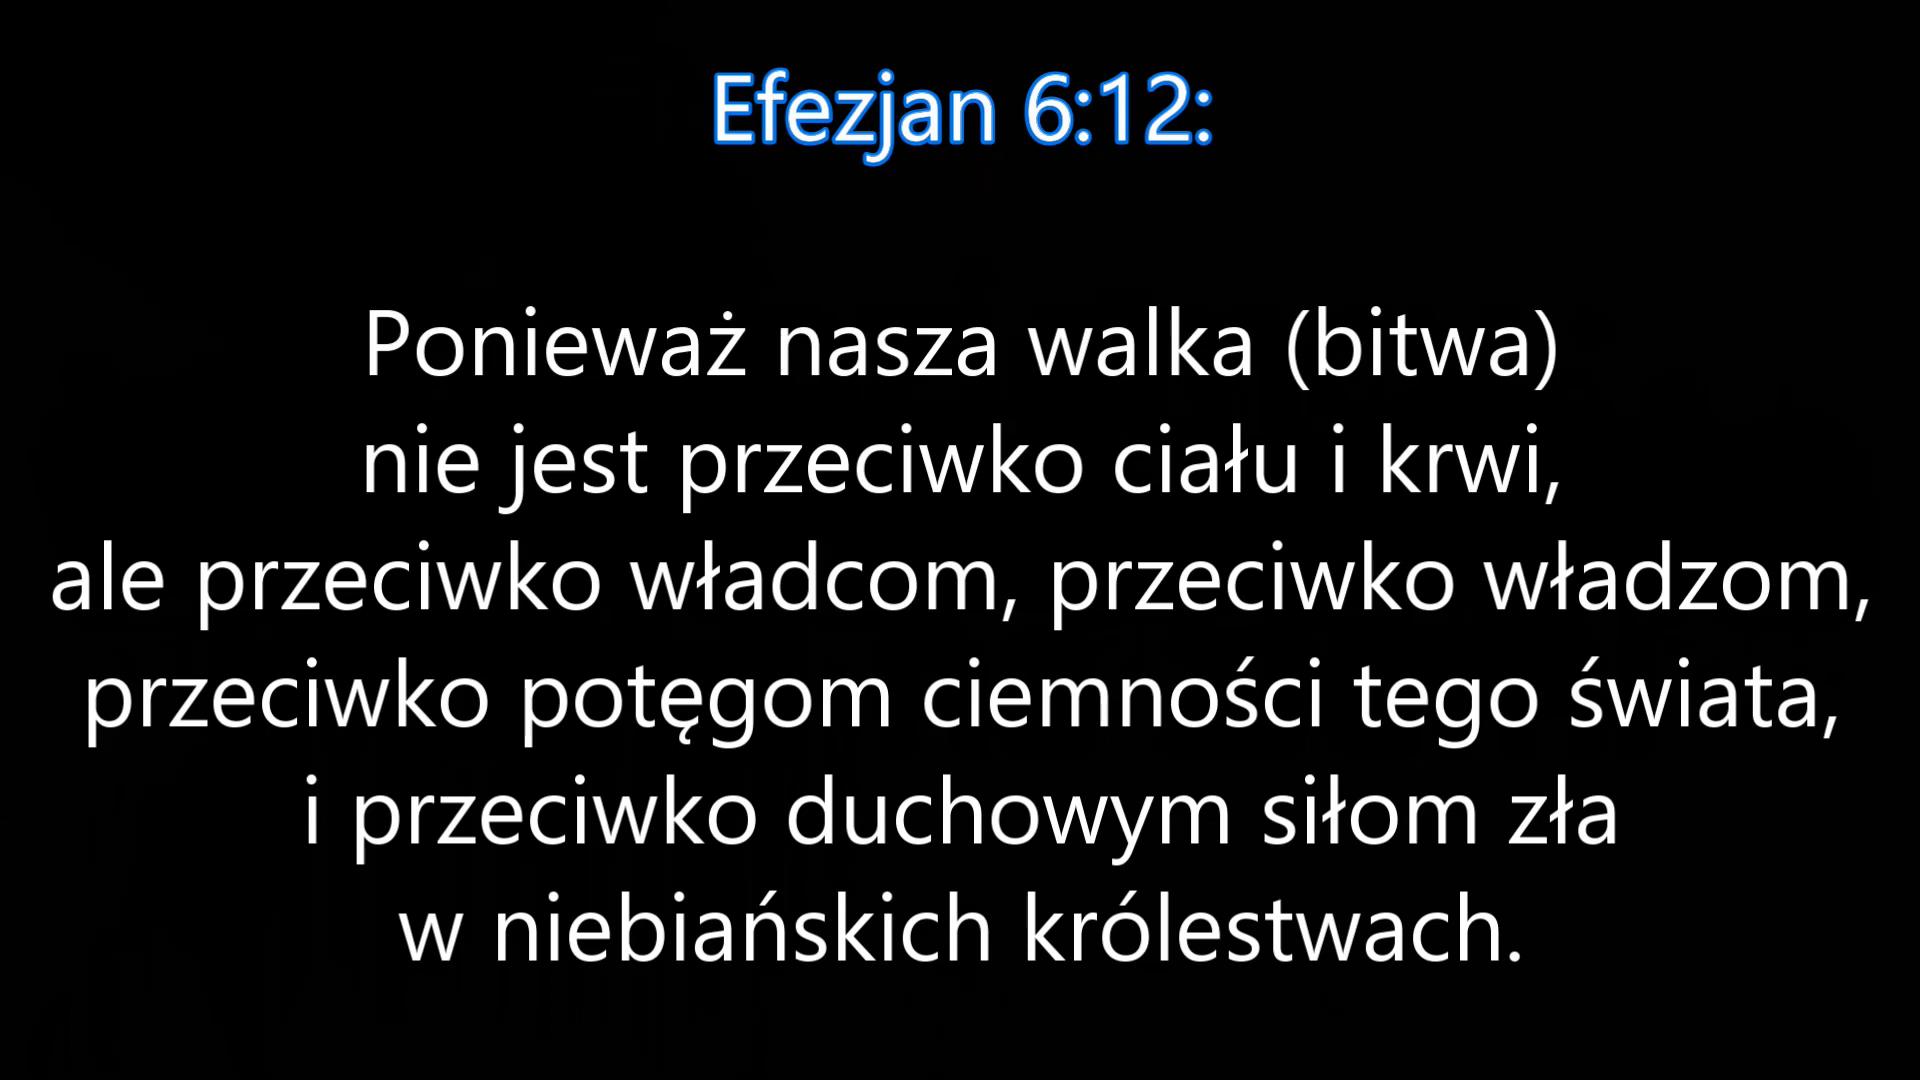 Efezjan 6:12:
Ponieważ nasza walka (bitwa)
nie jest przeciwko ciału i krwi,
ale przeciwko władcom, przeciwko władzom,
przeciwko potęgom ciemności tego świata,
i przeciwko duchowym siłom zła
w niebiańskich królestwach.